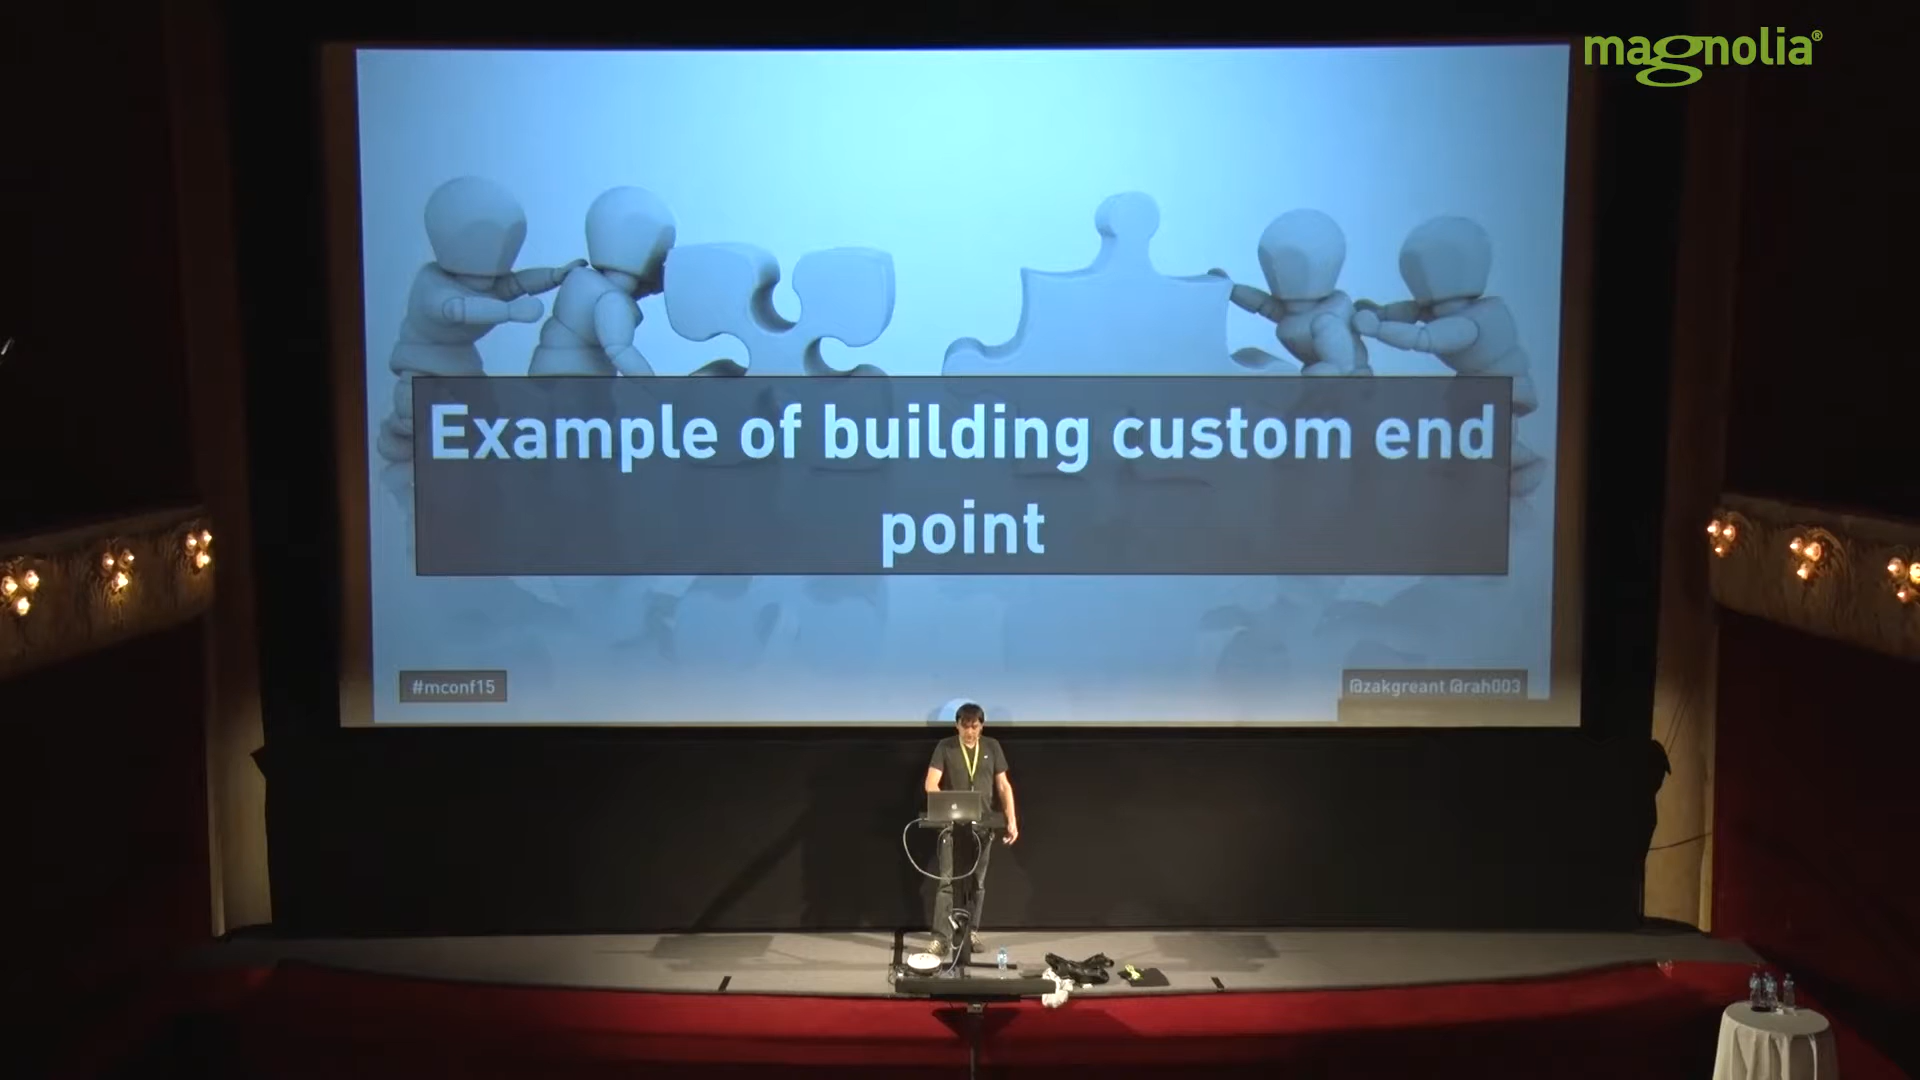 magnolia®
Example of building custom end
point
#mconf15
@zakgreant @rah003